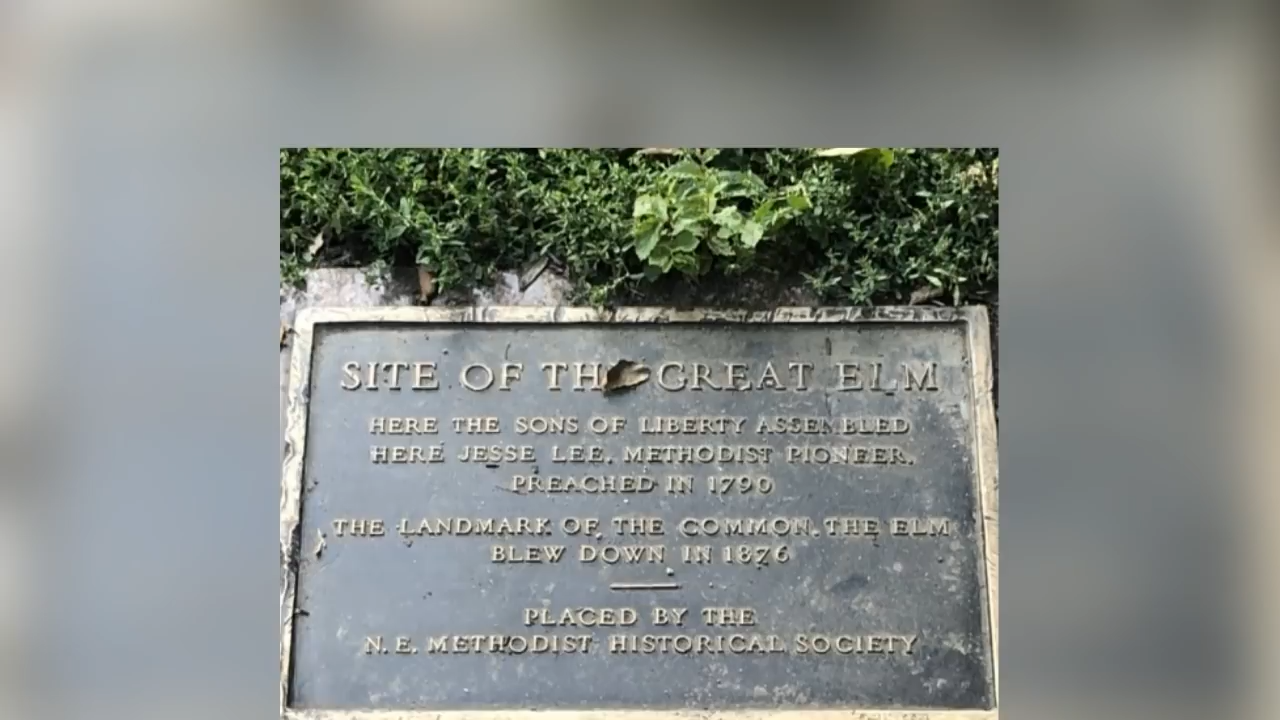 SITE OF THE GREAT ELM
HERE THE SONS OF LIBERTY ASSEMBLED
HERE JESSE LEE, METHODIST PIONEER,
PREACHED IN 1790
THE LANDMARK OF THE COMMON, THE ELM
BLEW DOWN IN 1876
PLACED BY THE
N. E. METHODIST HISTORICAL SOCIETY